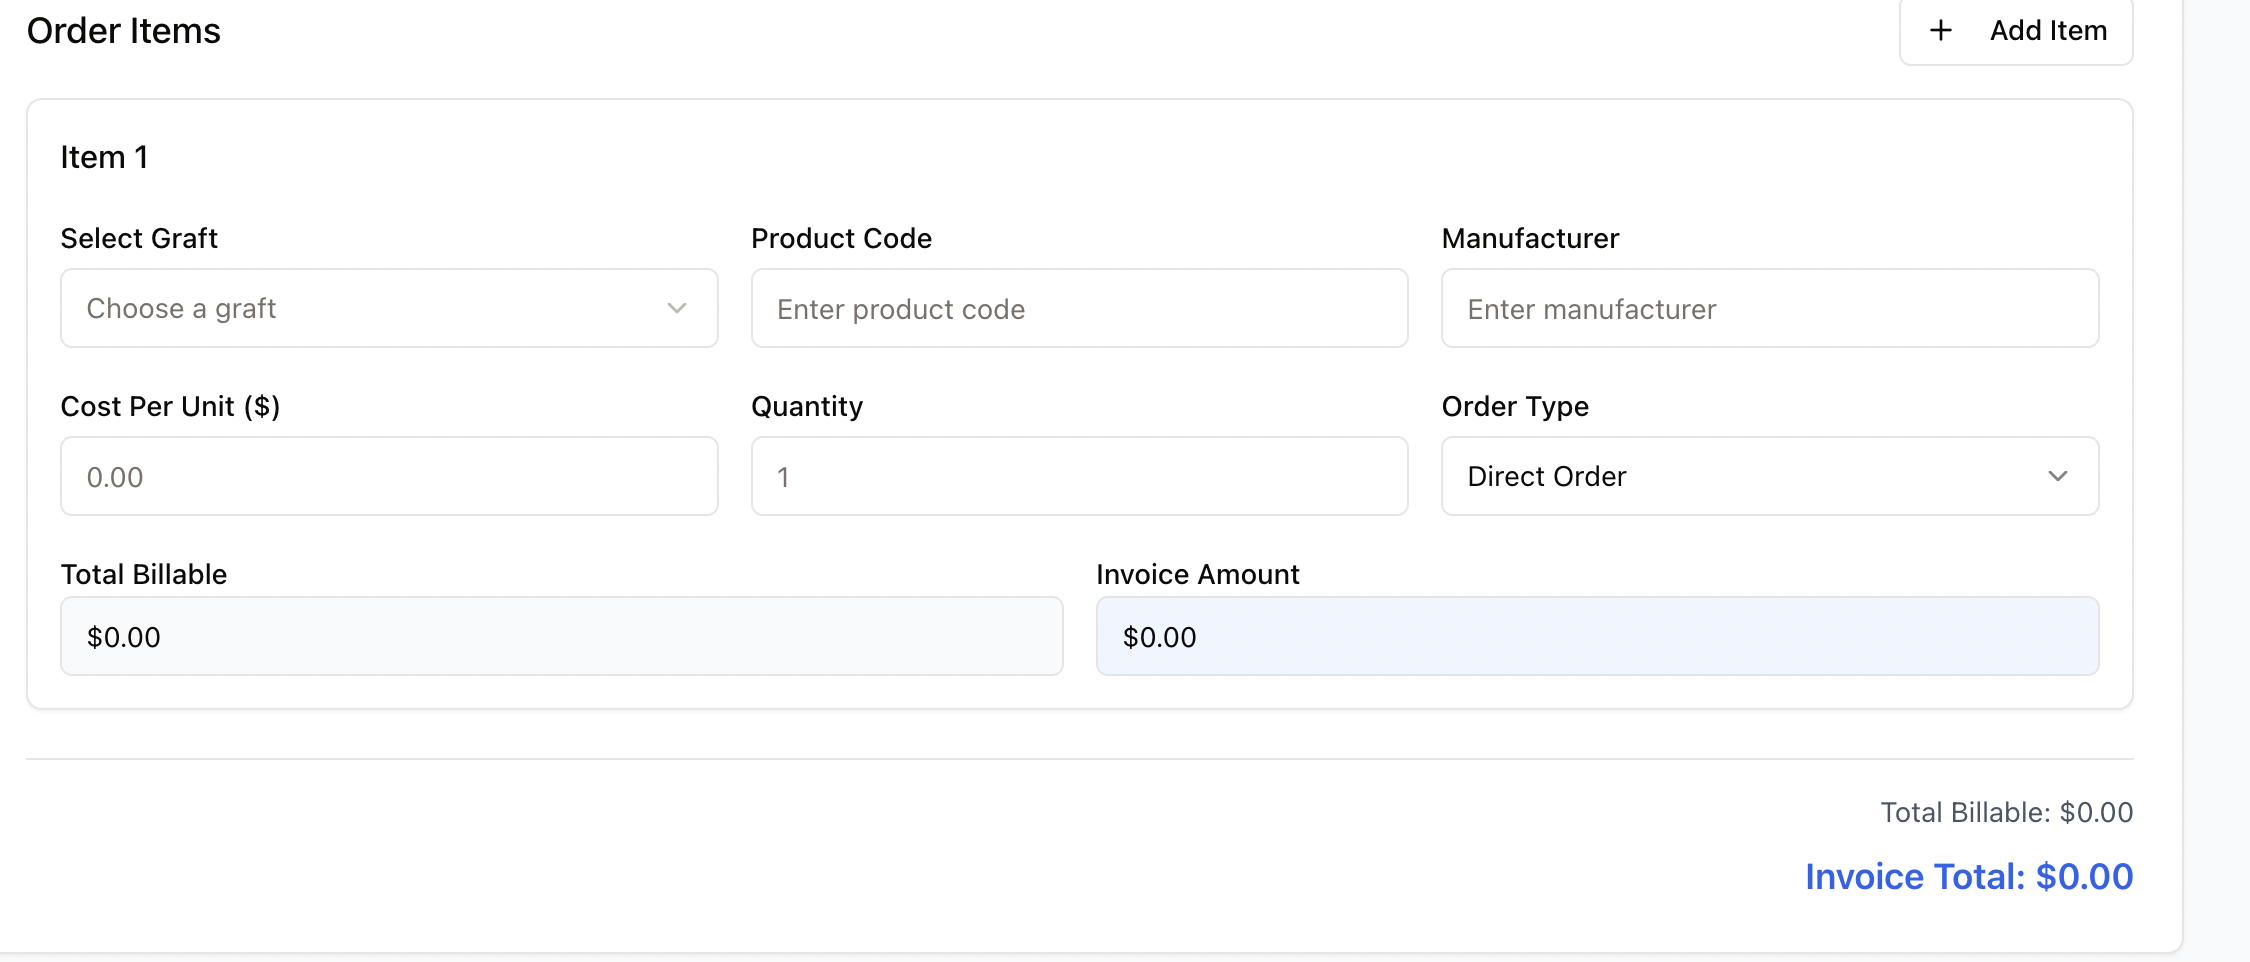 Order Items
+ Add Item
Item 1
Select Graft
Product Code
Manufacturer
Choose a graft
Enter product code
Enter manufacturer
Cost Per Unit ($)
Quantity
Order Type
0.00
1
Direct Order
Total Billable
Invoice Amount
$0.00
$0.00
Total Billable: $0.00
Invoice Total: $0.00